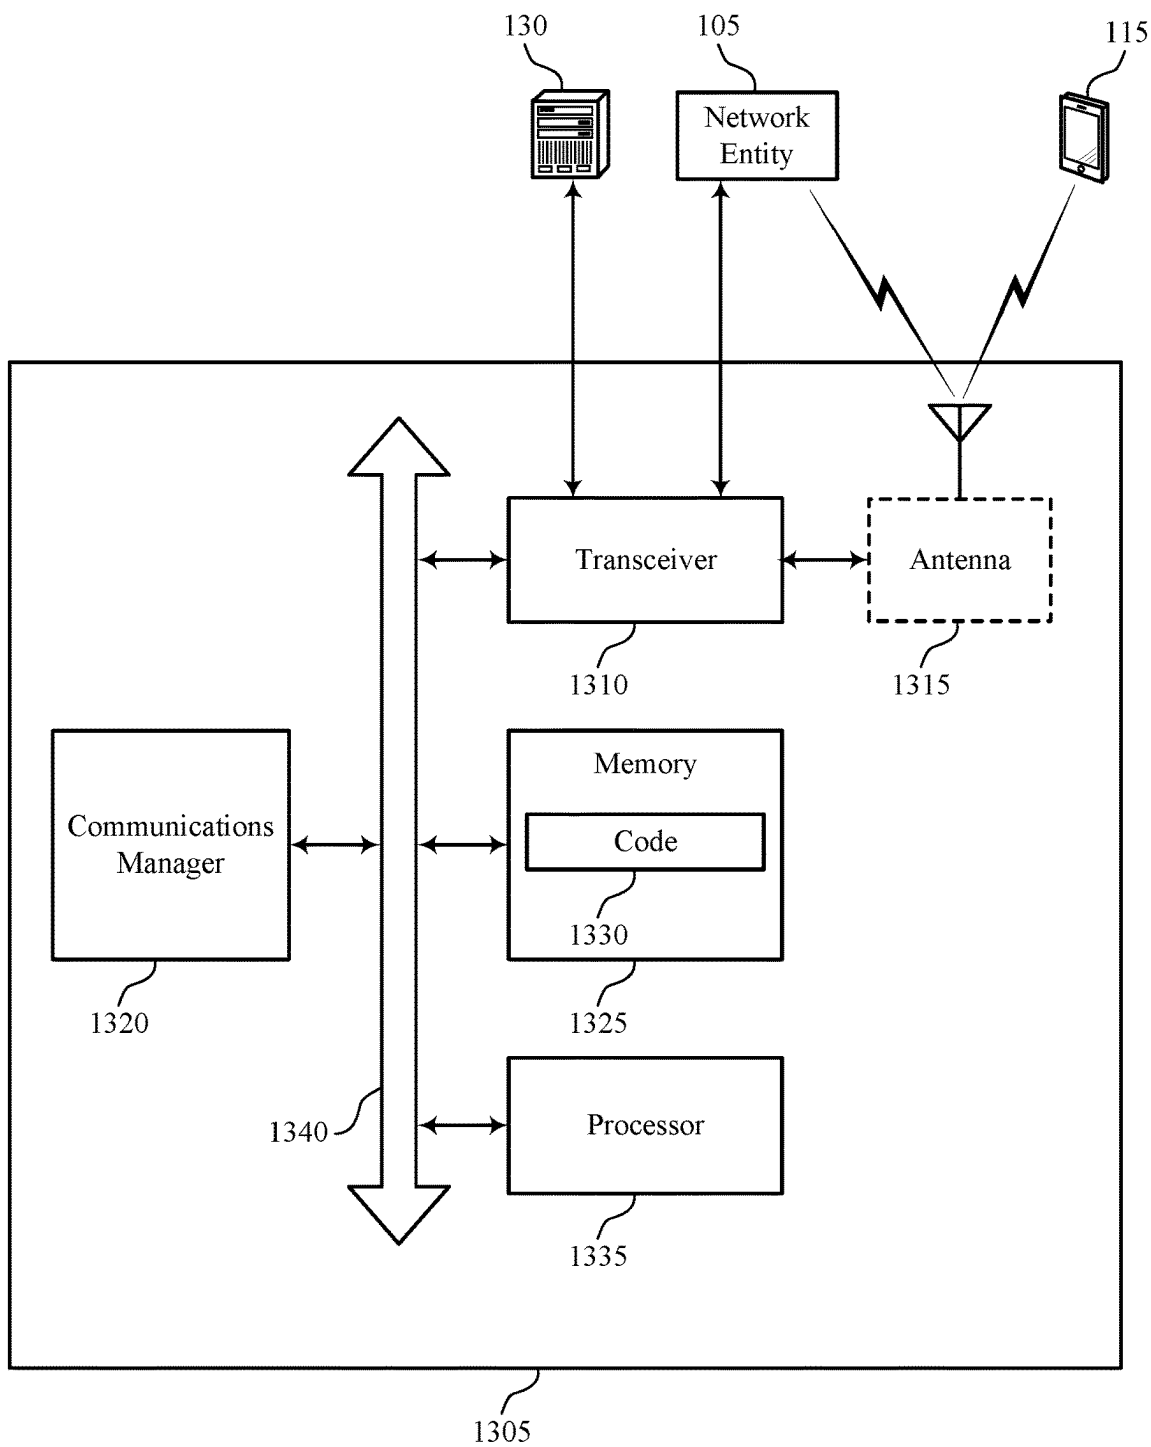 130
105
115
Network
Entity
Transceiver
Antenna
1310
1315
Memory
Communications
Manager
Code
1330
1320
1325
1340
Processor
1335
1305